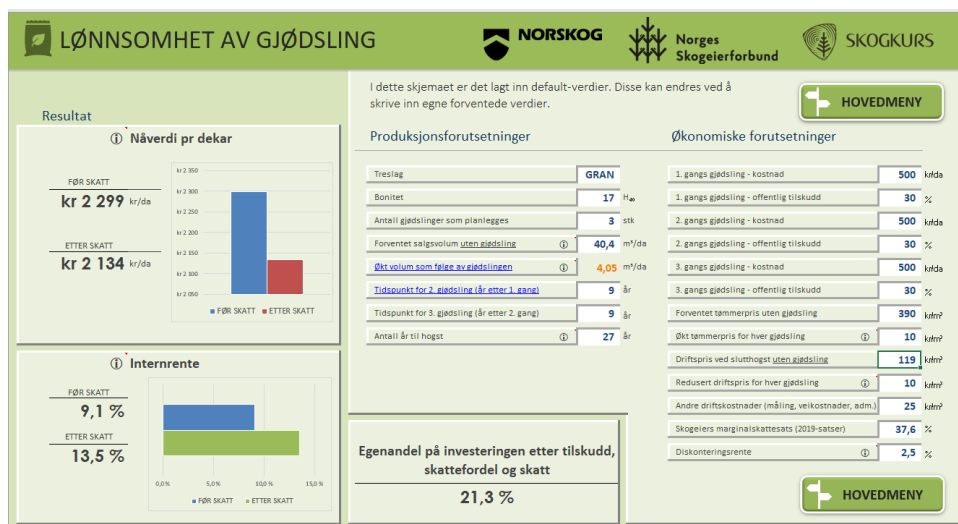 LØNNSOMHET AV GJØDSLING
NORSKOG
Norges
Skogeierforbund
SKOGKURS
I dette skjemaet er det lagt inn default-verdier. Disse kan endres ved å
skrive inn egne forventede verdier.
HOVEDMENY
Resultat
Nåverdi pr dekar
FØR SKATT
kr 2 299 kr/da
ETTER SKATT
kr 2 134 kr/da
kr 2 350
kr 2 300
kr 2 250
kr 2 200
kr 2 150
kr 2 100
kr 2 050
FØR SKATT ETTER SKATT
Internrente
FØR SKATT
9,1 %
ETTER SKATT
13,5 %
0,0% 5,0% 10,0% 15,0%
FØR SKATT ETTER SKATT
Produksjonsforutsetninger
Treslag GRAN
Bonitet 17 H₄₀
Antall gjødslinger som planlegges 3 stk
Forventet salgsvolum uten gjødsling 40,4 m³/da
Økt volum som følge av gjødslingen 4,05 m³/da
Tidspunkt for 2. gjødsling (år etter 1. gang) 9 år
Tidspunkt for 3. gjødsling (år etter 2. gang) 9 år
Antall år til hogst 27 år
Egenandel på investeringen etter tilskudd,
skattefordel og skatt
21,3 %
Økonomiske forutsetninger
1. gangs gjødsling - kostnad 500 kr/da
1. gangs gjødsling - offentlig tilskudd 30 %
2. gangs gjødsling - kostnad 500 kr/da
2. gangs gjødsling - offentlig tilskudd 30 %
3. gangs gjødsling - kostnad 500 kr/da
3. gangs gjødsling - offentlig tilskudd 30 %
Forventet tømmerpris uten gjødsling 390 kr/m³
Økt tømmerpris for hver gjødsling 10 kr/m³
Driftspris ved slutthogst uten gjødsling 119 kr/m³
Redusert driftspris for hver gjødsling 10 kr/m³
Andre driftskostnader (måling, veikostnader, adm.) 25 kr/m³
Skogeiers marginalskattesats (2019-satser) 37,6 %
Diskonteringsrente 2,5 %
HOVEDMENY